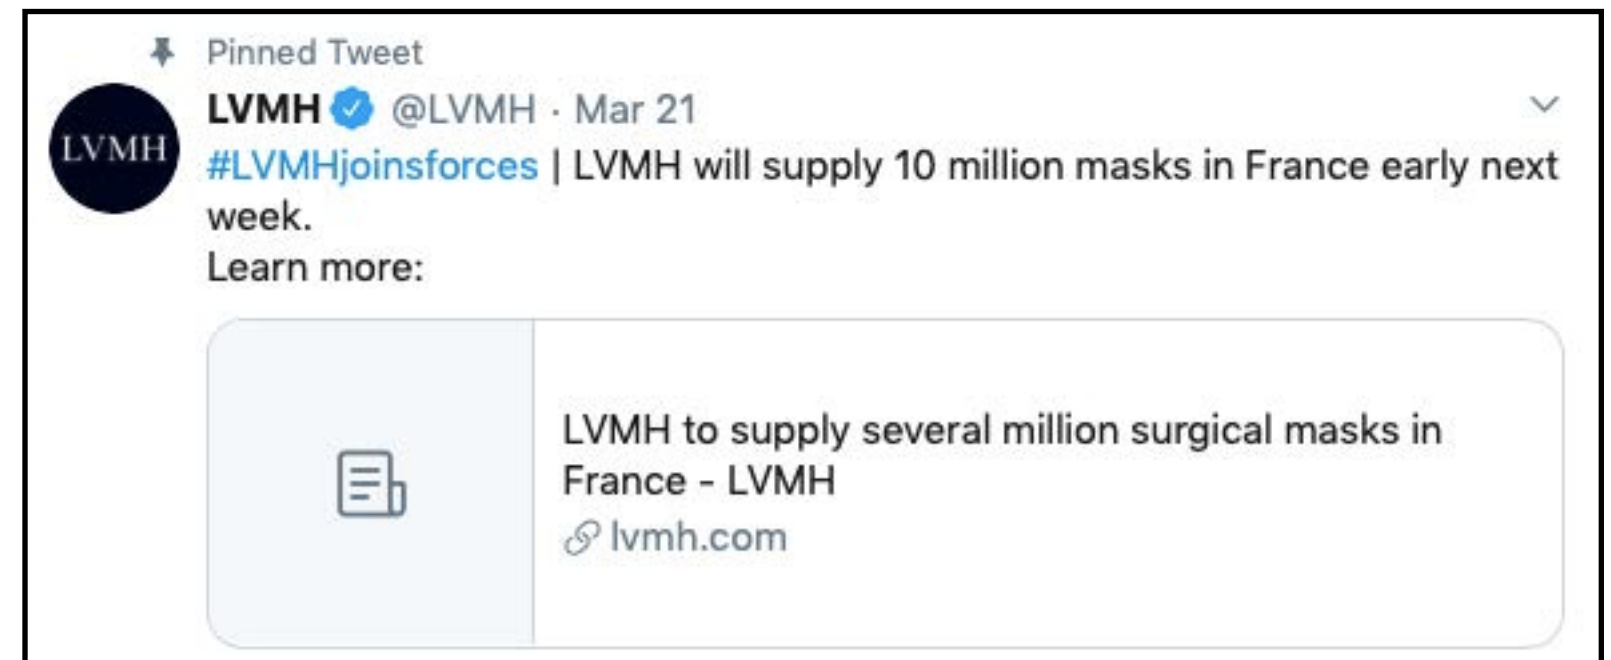 Pinned Tweet
LVMH @LVMH · Mar 21
LVMH
#LVMHjoinsforces | LVMH will supply 10 million masks in France early next
week.
Learn more:
LVMH to supply several million surgical masks in
France - LVMH
lvmh.com